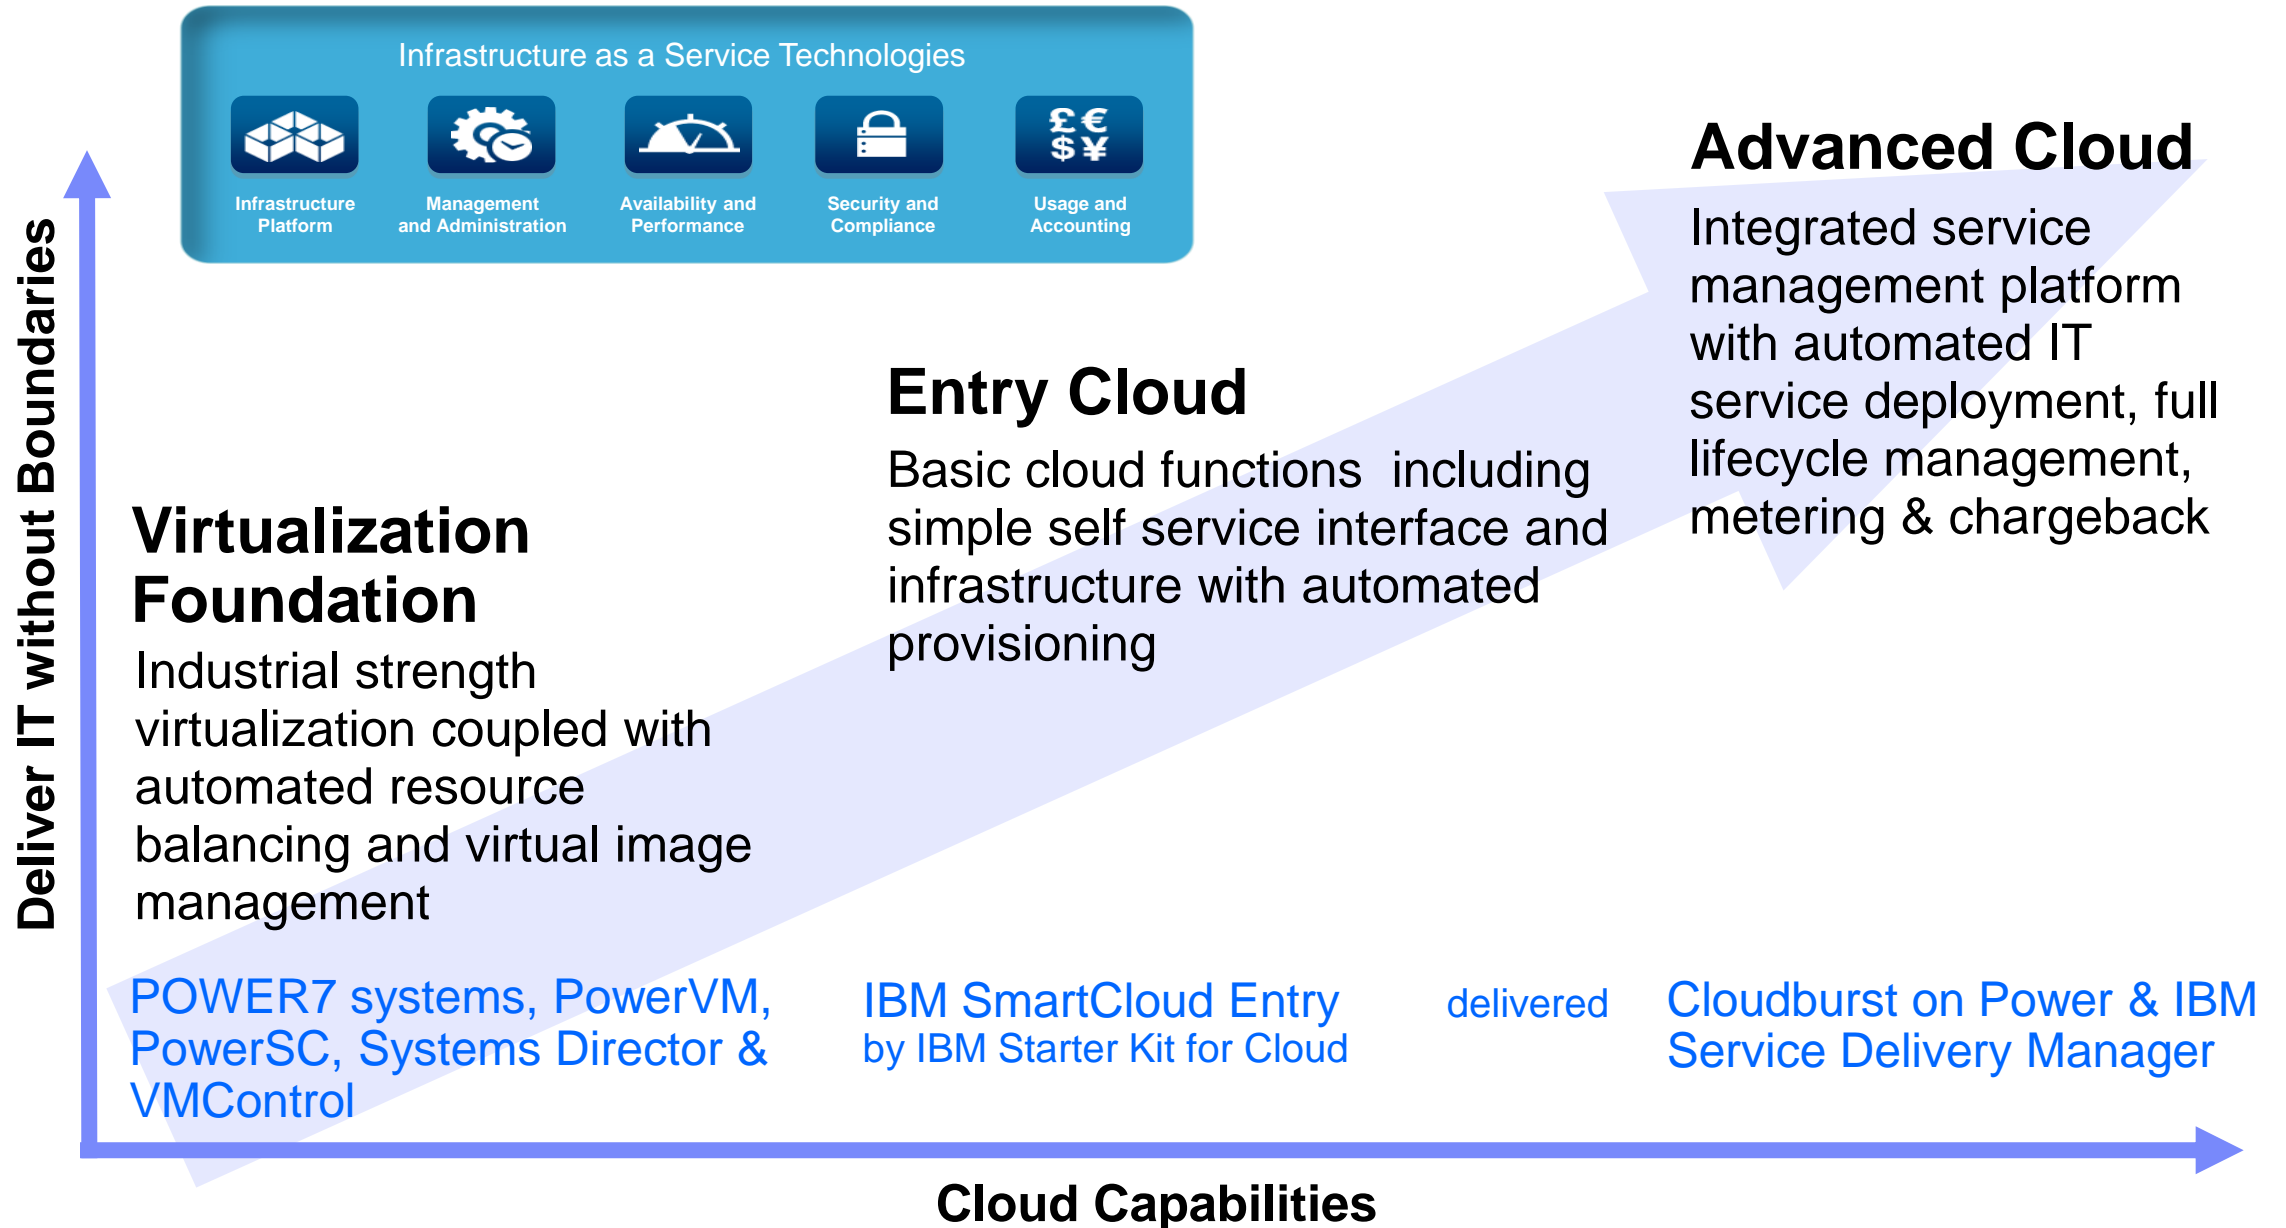 Infrastructure as a Service Technologies
£€
$¥
Infrastructure
Platform
Management
and Administration
Availability and
Performance
Security and
Compliance
Usage and
Accounting
Deliver IT without Boundaries
Virtualization
Foundation
Industrial strength
virtualization coupled with
automated resource
balancing and virtual image
management
POWER7 systems, PowerVM,
PowerSC, Systems Director &
VMControl
Entry Cloud
Basic cloud functions  including
simple self service interface and
infrastructure with automated
provisioning
IBM SmartCloud Entry delivered
by IBM Starter Kit for Cloud
Advanced Cloud
Integrated service
management platform
with automated IT
service deployment, full
lifecycle management,
metering & chargeback
Cloudburst on Power & IBM
Service Delivery Manager
Cloud Capabilities